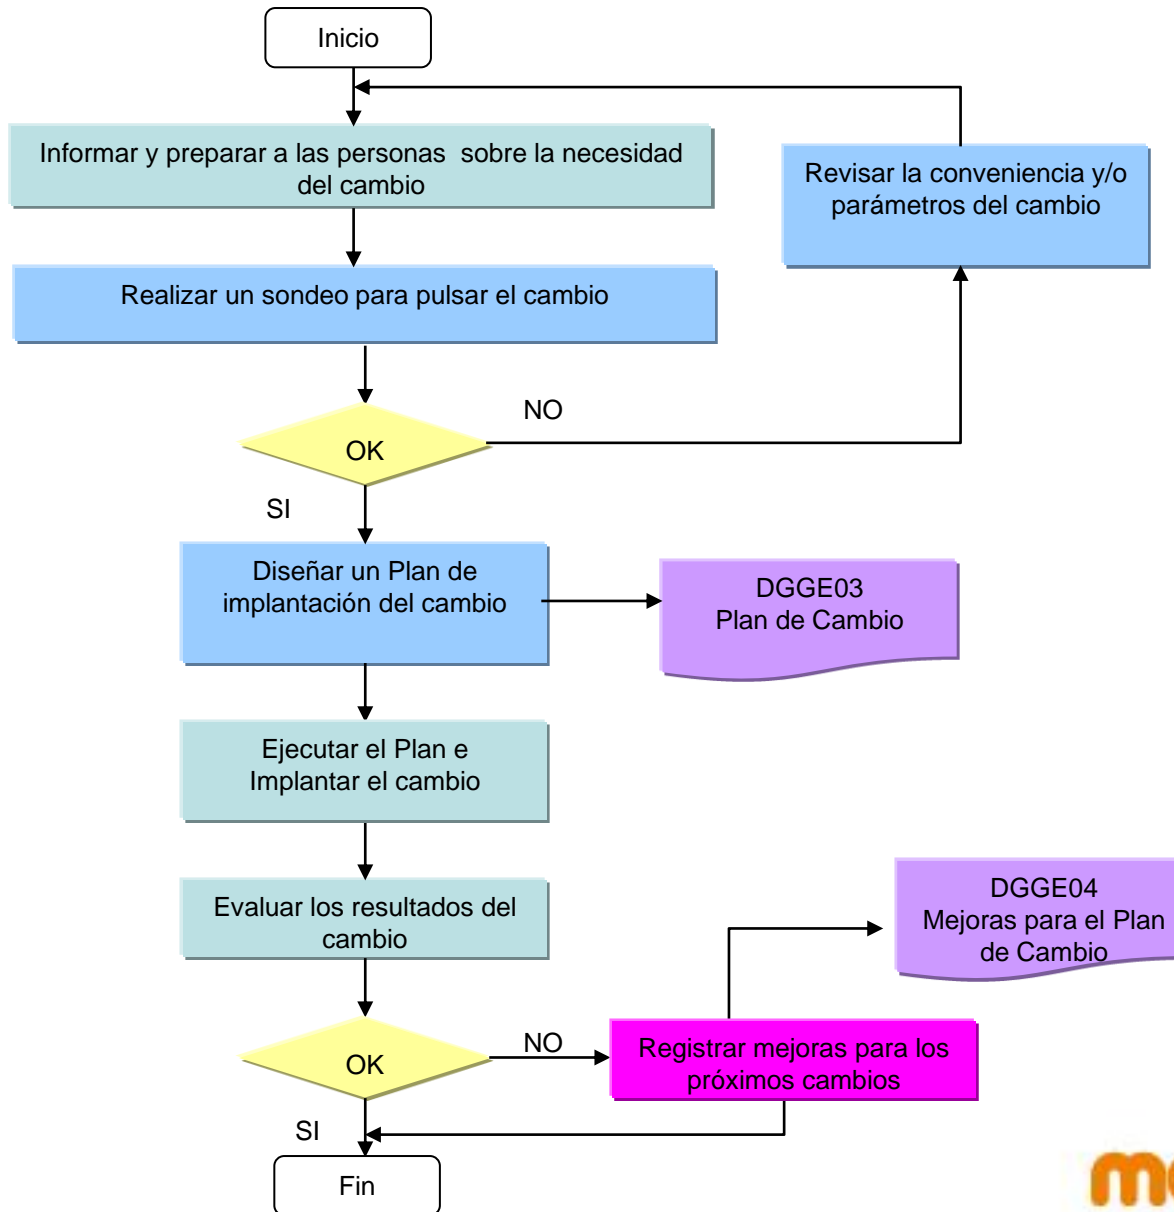 Inicio
Informar y preparar a las personas sobre la necesidad
del cambio
Revisar la conveniencia y/o
parámetros del cambio
Realizar un sondeo para pulsar el cambio
NO
OK
SI
Diseñar un Plan de
implantación del cambio
DGGE03
Plan de Cambio
Ejecutar el Plan e
Implantar el cambio
Evaluar los resultados del
cambio
DGGE04
Mejoras para el Plan
de Cambio
OK
NO
Registrar mejoras para los
próximos cambios
SI
Fin